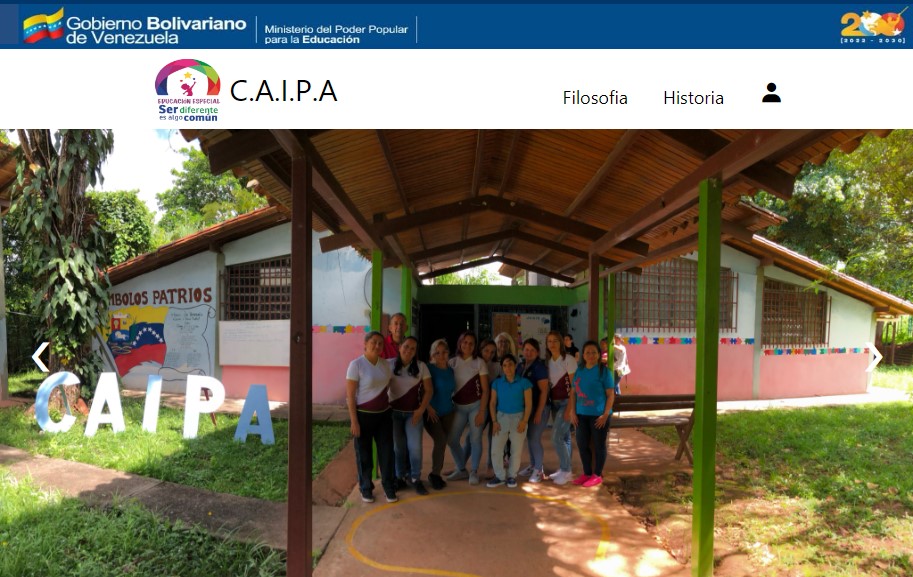 Gobierno Bolivariano
de Venezuela
Ministerio del Poder Popular
para la Educación
200
[2022 - 2030]
EDUCACIÓN ESPECIAL
Ser diferente
es algo común
C.A.I.P.A
Filosofia
Historia
MBOLOS PATRIOS
CAIPA